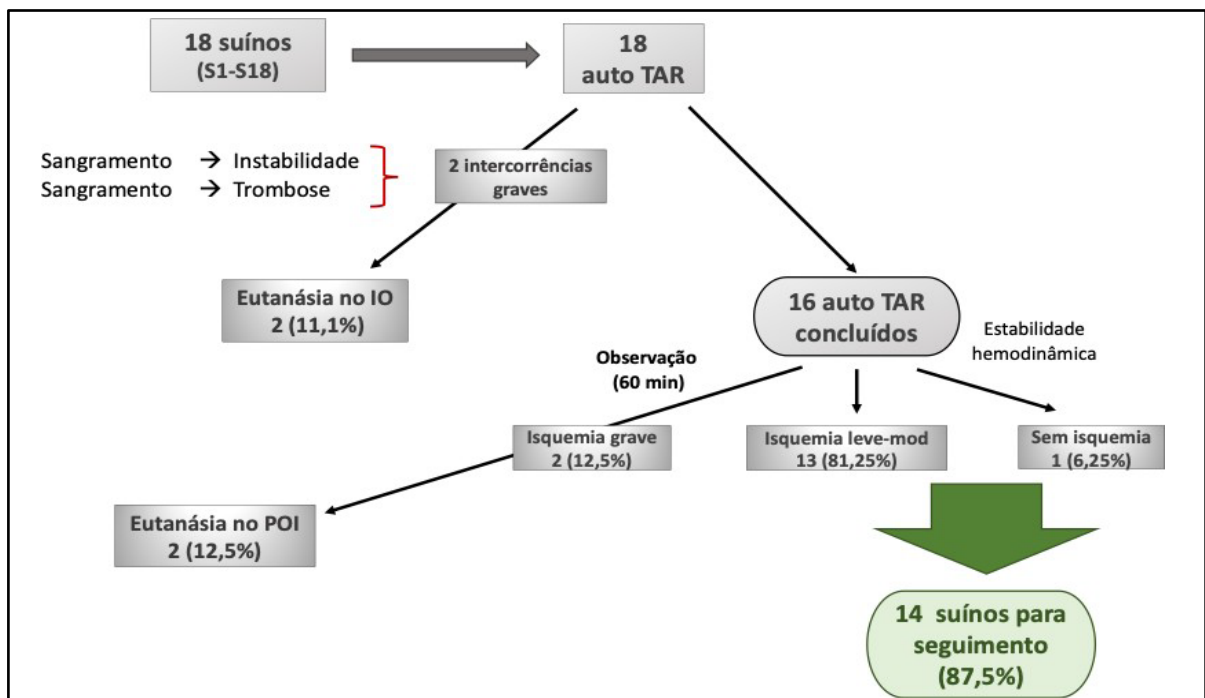 18 suínos
(S1-S18)
18
auto TAR
Sangramento → Instabilidade
Sangramento → Trombose
2 intercorrências
graves
Eutanásia no IO
2 (11,1%)
16 auto TAR
concluídos
Estabilidade
hemodinâmica
Observação
(60 min)
Isquemia grave
2 (12,5%)
Isquemia leve-mod
13 (81,25%)
Sem isquemia
1 (6,25%)
Eutanásia no POI
2 (12,5%)
14 suínos para
seguimento
(87,5%)